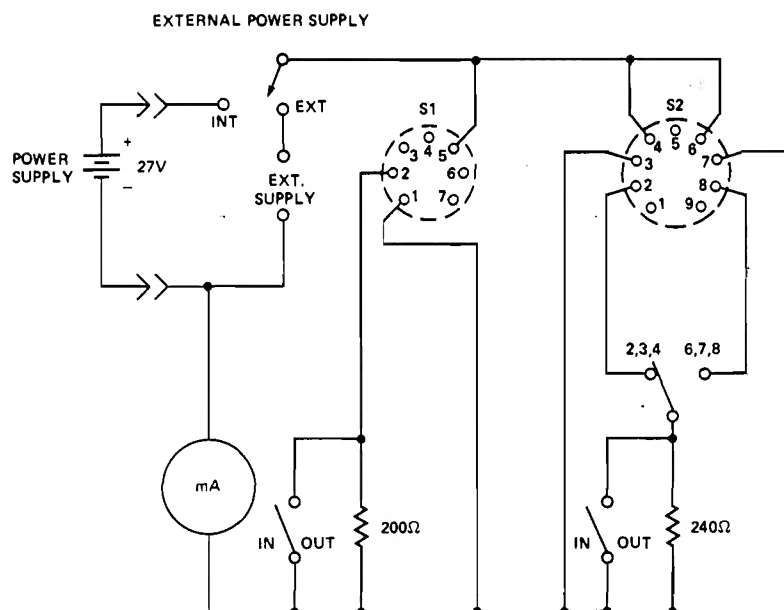 EXTERNAL POWER SUPPLY
INT
EXT
POWER
SUPPLY
+
27V
−
EXT.
SUPPLY
S1
1
2
3
4
5
6
7
S2
1
2
3
4
5
6
7
8
9
2,3,4
6,7,8
mA
IN
OUT
200Ω
IN
OUT
240Ω